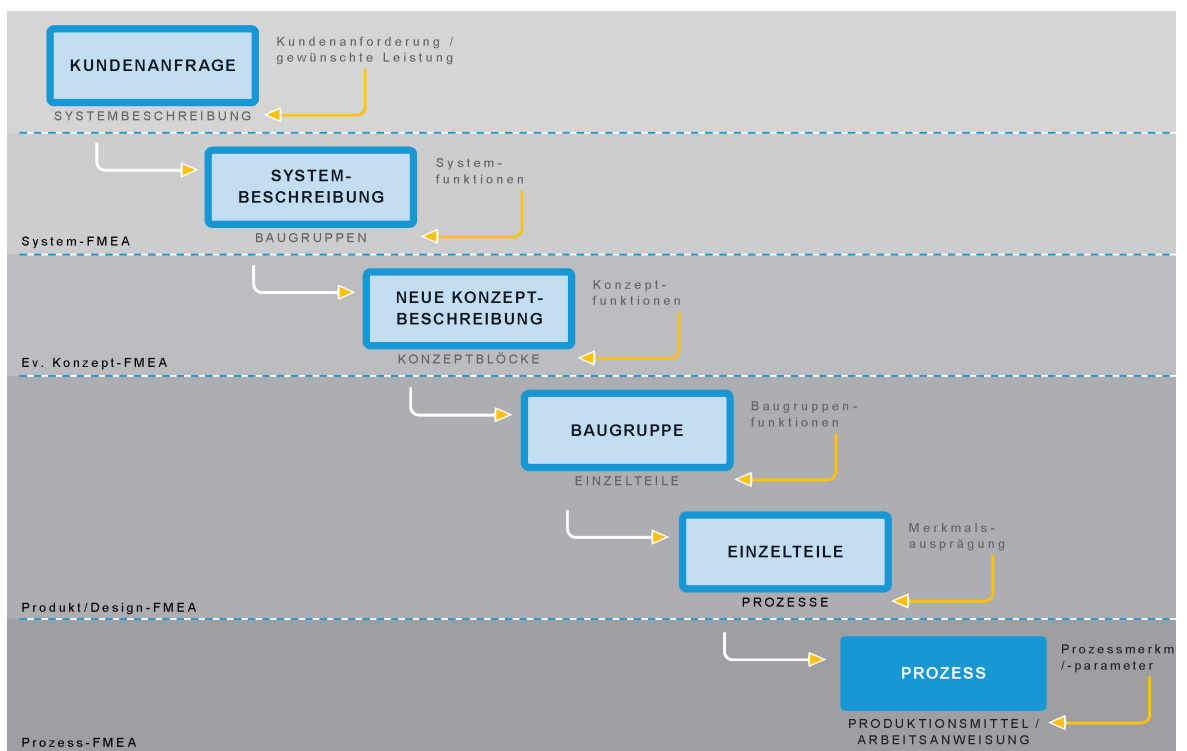 KUNDENANFRAGE
Kundenanforderung /
gewünschte Leistung
SYSTEMBESCHREIBUNG
SYSTEM-
BESCHREIBUNG
System-
funktionen
BAUGRUPPEN
System-FMEA
NEUE KONZEPT-
BESCHREIBUNG
Konzept-
funktionen
KONZEPTBLÖCKE
Ev. Konzept-FMEA
BAUGRUPPE
Baugruppen-
funktionen
EINZELTEILE
EINZELTEILE
Merkmals-
ausprägung
PROZESSE
Produkt/Design-FMEA
PROZESS
Prozessmerkm
/-parameter
PRODUKTIONSMITTEL /
ARBEITSANWEISUNG
Prozess-FMEA